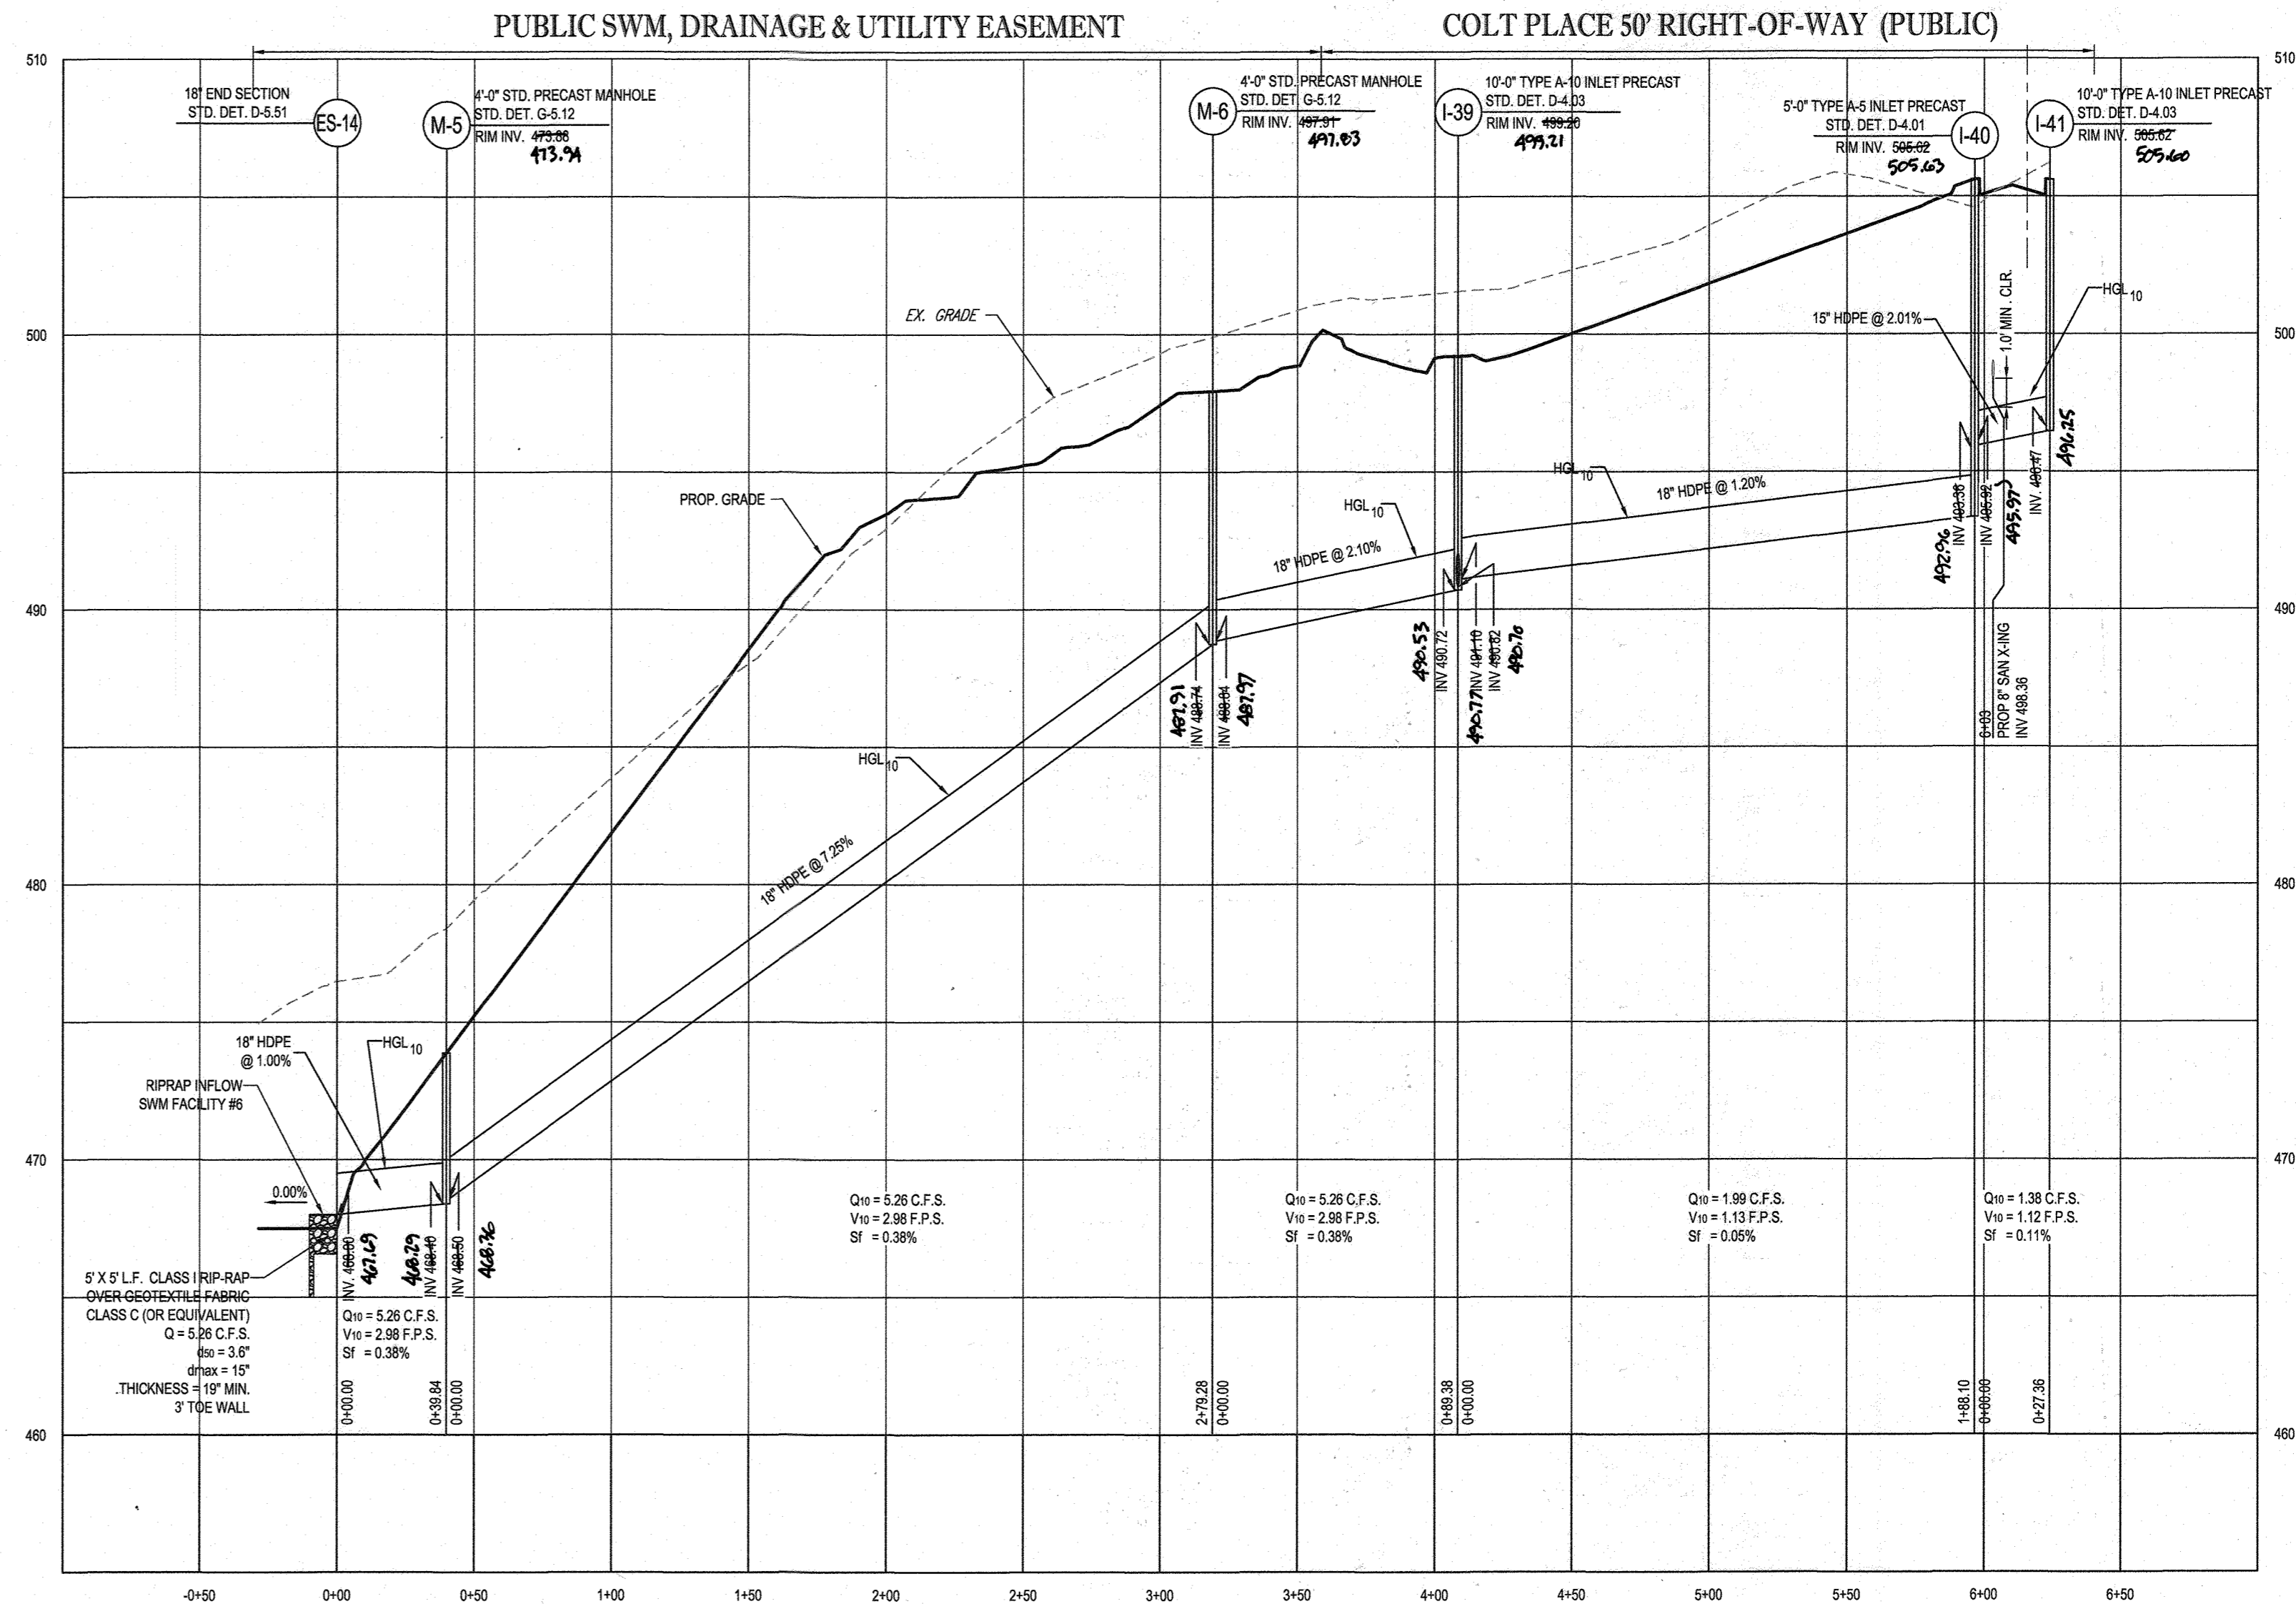 PUBLIC SWM, DRAINAGE & UTILITY EASEMENT
COLT PLACE 50' RIGHT-OF-WAY (PUBLIC)
510
510
18" END SECTION
STD. DET. D-5.51
ES-14
M-5
4'-0" STD. PRECAST MANHOLE
STD. DET. G-5.12
RIM INV. 473.88
473.94
M-6
4'-0" STD. PRECAST MANHOLE
STD. DET. G-5.12
RIM INV. 497.91
497.83
I-39
10'-0" TYPE A-10 INLET PRECAST
STD. DET. D-4.03
RIM INV. 499.20
499.21
5'-0" TYPE A-5 INLET PRECAST
STD. DET. D-4.01
RIM INV. 505.62
505.63
I-40
I-41
10'-0" TYPE A-10 INLET PRECAST
STD. DET. D-4.03
RIM INV. 505.62
505.60
EX. GRADE
500
500
15" HDPE @ 2.01%
1.0' MIN. CLR.
HGL10
PROP. GRADE
HGL10
18" HDPE @ 2.10%
HGL10
18" HDPE @ 1.20%
492.96
INV 493.36
INV 495.92
495.97
INV. 496.47
496.25
490
490
487.91
INV 488.74
INV 488.84
487.97
490.53
INV 490.72
490.77
INV 491.10
INV 490.82
490.70
6+03
PROP 8" SAN X-ING
INV 498.36
HGL10
18" HDPE @ 7.25%
480
480
18" HDPE
@ 1.00%
HGL10
RIPRAP INFLOW
SWM FACILITY #6
470
470
0.00%
INV. 468.00
467.69
468.29
INV 468.40
INV 468.50
468.36
5' X 5' L.F. CLASS I RIP-RAP
OVER GEOTEXTILE FABRIC
CLASS C (OR EQUIVALENT)
Q = 5.26 C.F.S.
d50 = 3.6"
dmax = 15"
THICKNESS = 19" MIN.
3' TOE WALL
Q10 = 5.26 C.F.S.
V10 = 2.98 F.P.S.
Sf = 0.38%
Q10 = 5.26 C.F.S.
V10 = 2.98 F.P.S.
Sf = 0.38%
Q10 = 5.26 C.F.S.
V10 = 2.98 F.P.S.
Sf = 0.38%
Q10 = 1.99 C.F.S.
V10 = 1.13 F.P.S.
Sf = 0.05%
Q10 = 1.38 C.F.S.
V10 = 1.12 F.P.S.
Sf = 0.11%
0+00.00
0+39.84
0+00.00
2+79.28
0+00.00
0+89.38
0+00.00
1+88.10
0+00.00
0+27.36
460
460
-0+50
0+00
0+50
1+00
1+50
2+00
2+50
3+00
3+50
4+00
4+50
5+00
5+50
6+00
6+50